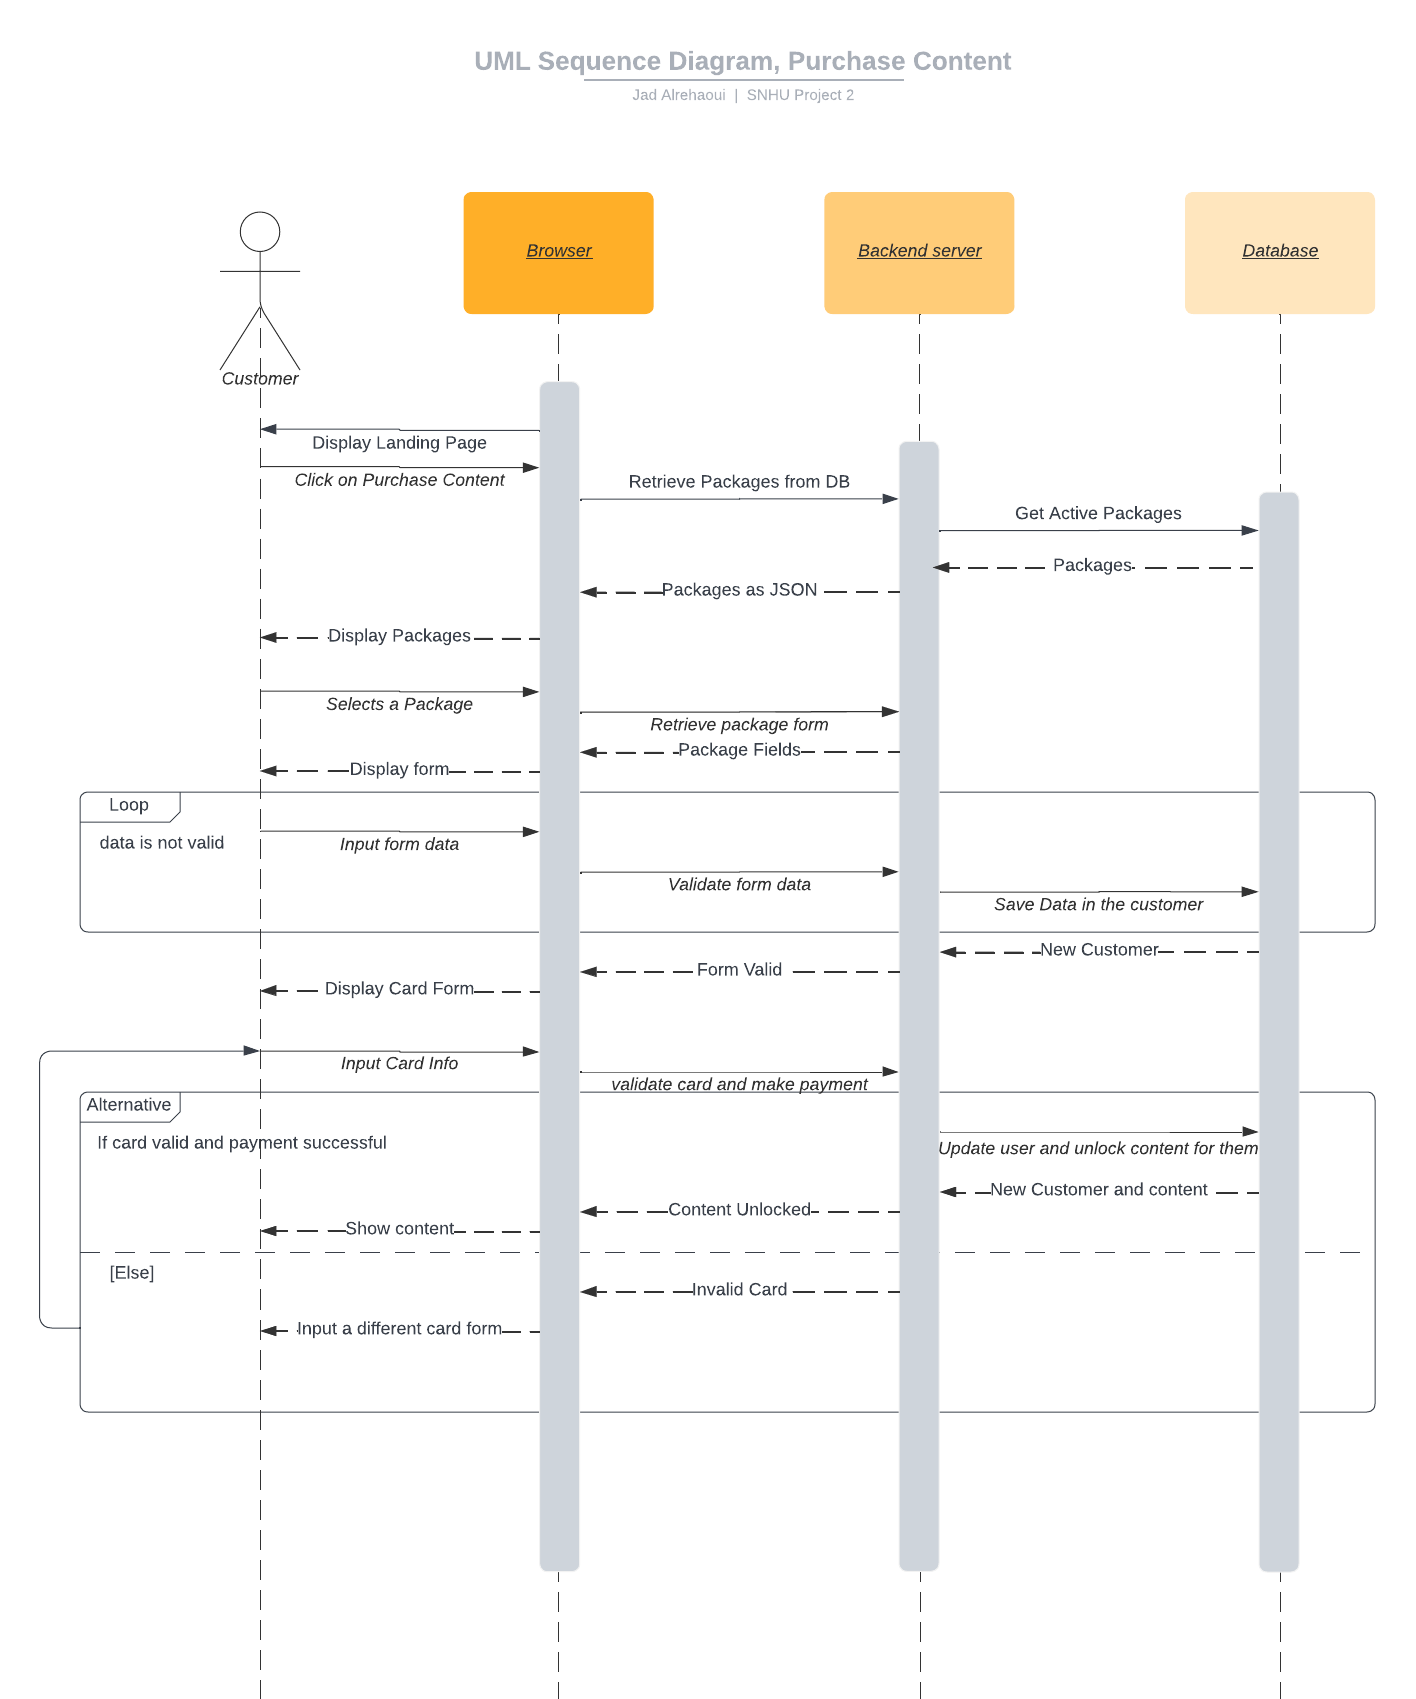 UML Sequence Diagram, Purchase Content
Jad Alrehaoui | SNHU Project 2
Browser
Backend server
Database
Customer
Display Landing Page
Click on Purchase Content
Retrieve Packages from DB
Get Active Packages
Packages
Packages as JSON
Display Packages
Selects a Package
Retrieve package form
Package Fields
Display form
Loop
data is not valid
Input form data
Validate form data
Save Data in the customer
New Customer
Form Valid
Display Card Form
Input Card Info
validate card and make payment
Alternative
If card valid and payment successful
Update user and unlock content for them
New Customer and content
Content Unlocked
Show content
[Else]
Invalid Card
Input a different card form